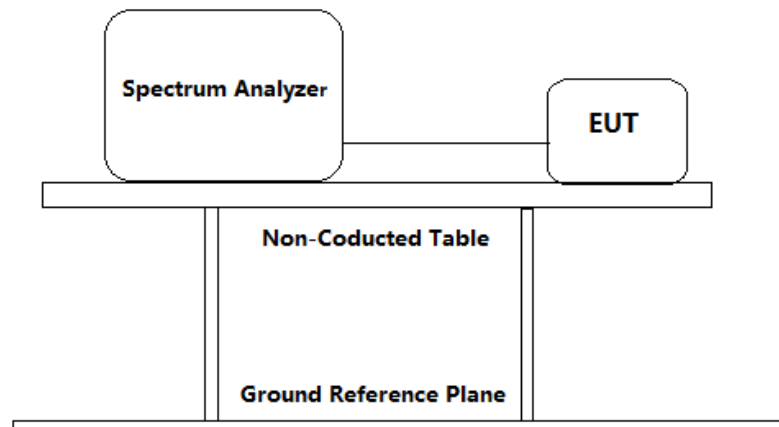 Spectrum Analyzer
EUT
Non-Coducted Table
Ground Reference Plane